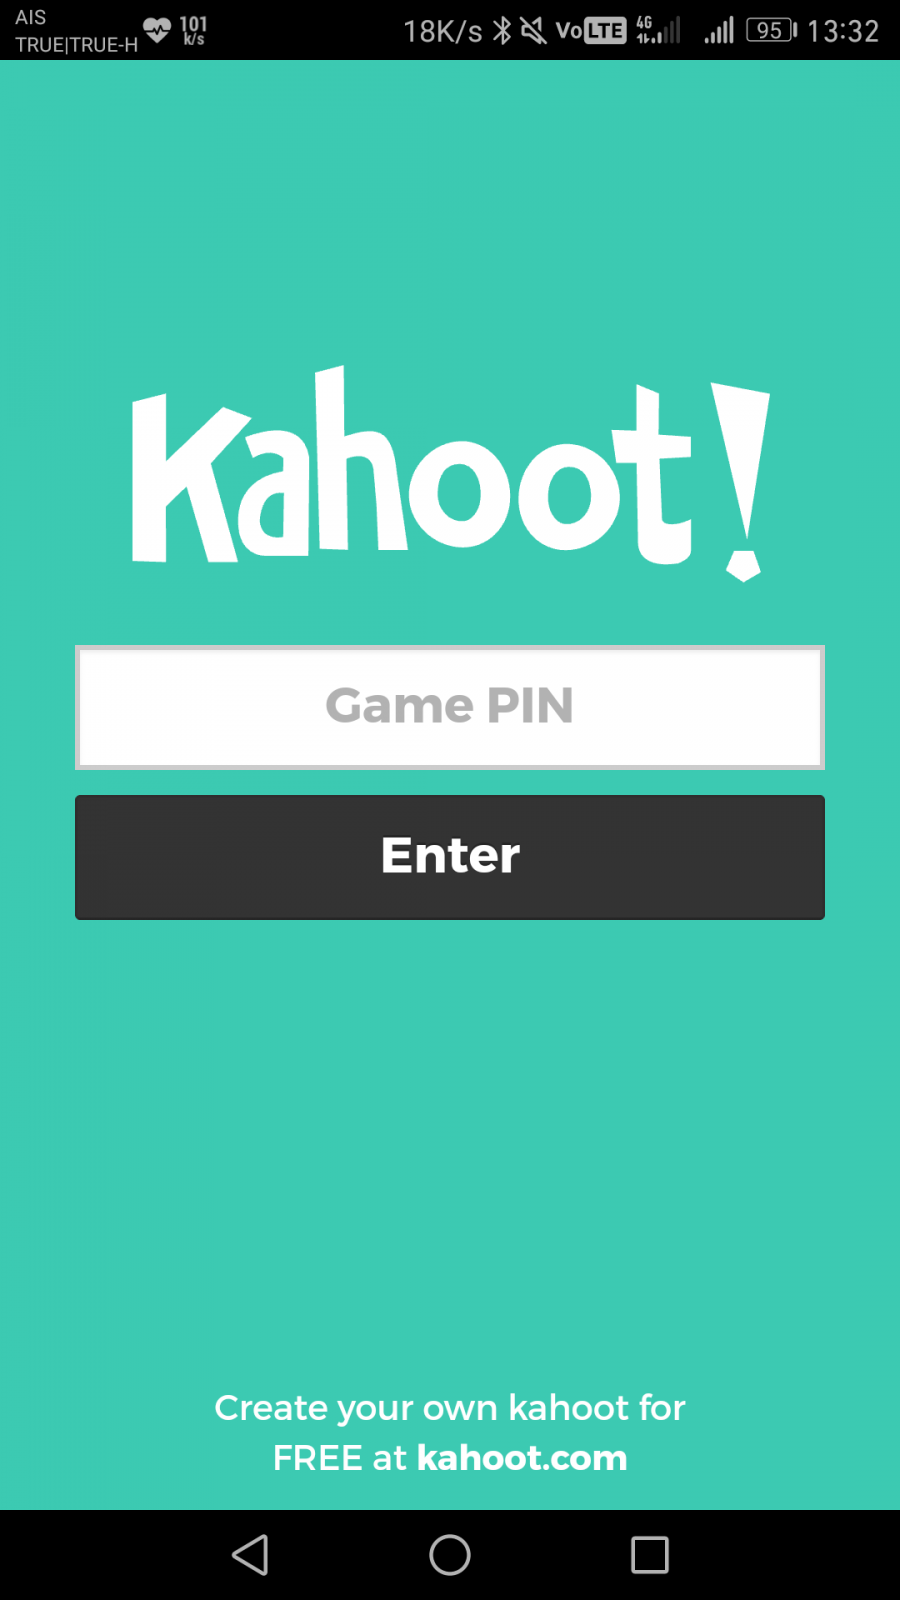 AIS
TRUE|TRUE-H
101
k/s
18K/s
VoLTE
4G
95
13:32
Kahoot!
Game PIN
Enter
Create your own kahoot for
FREE at kahoot.com